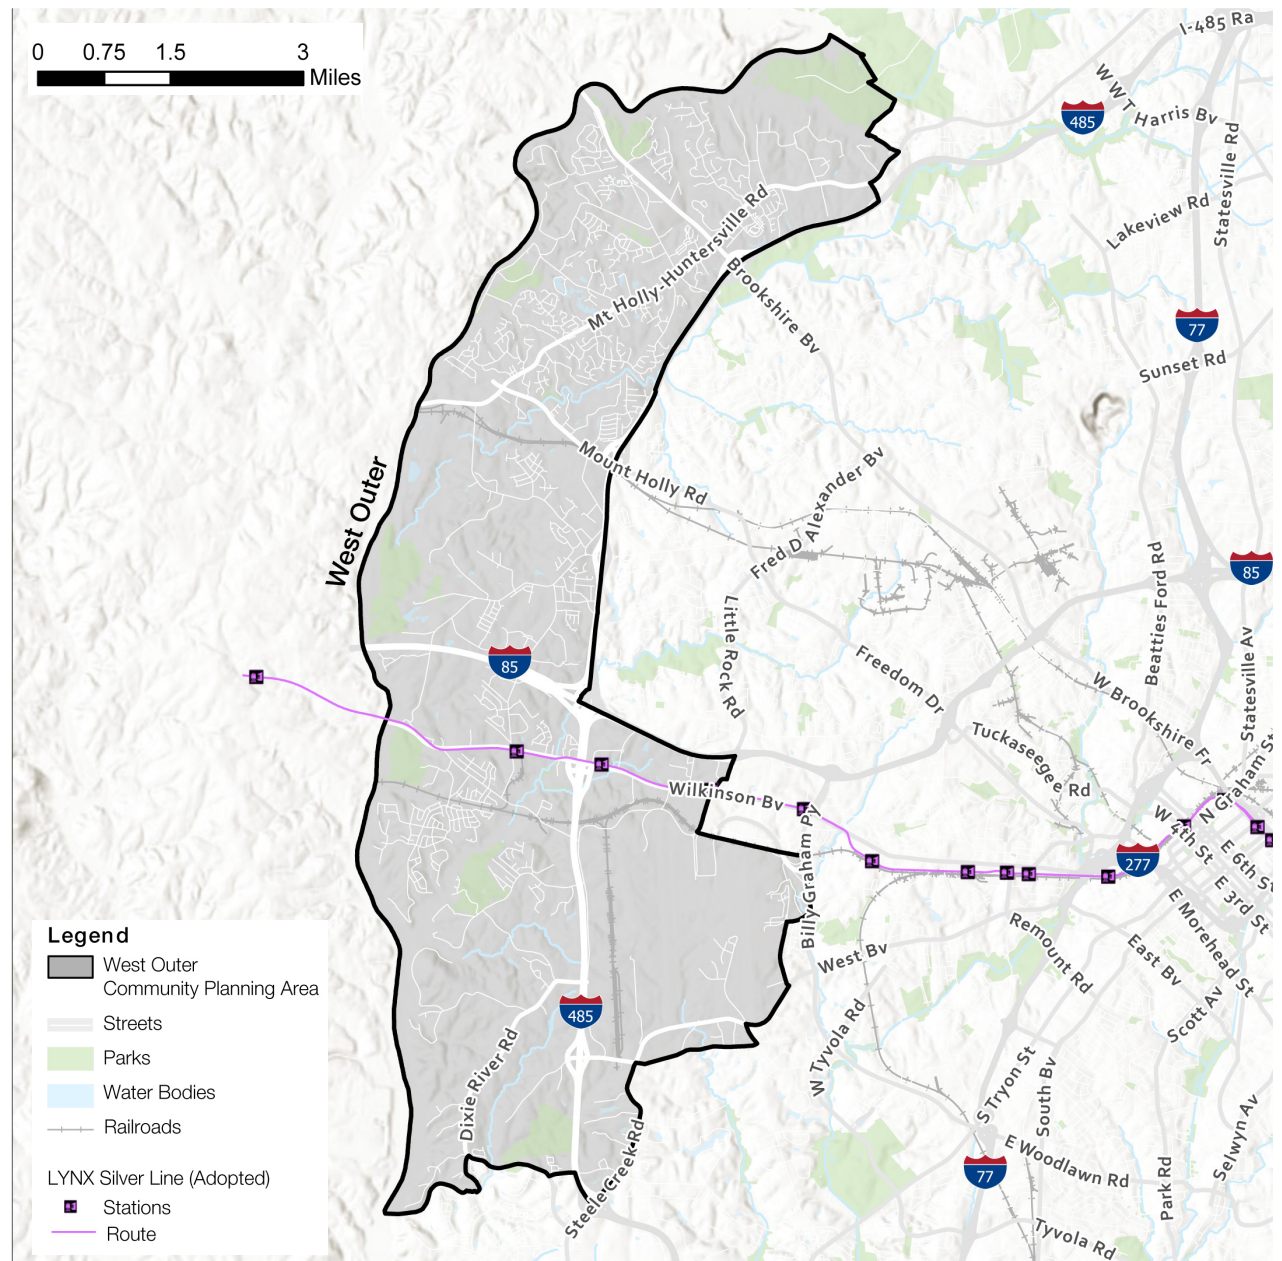 0 0.75 1.5 3
Miles
I-485 Ra
W W T Harris Bv
485
Statesville Rd
Lakeview Rd
Mt Holly-Huntersville Rd
Brookshire Bv
77
Sunset Rd
West Outer
Mount Holly Rd
Fred D Alexander Bv
85
Beatties Ford Rd
Little Rock Rd
Statesville Av
85
Freedom Dr
W Brookshire Fr
Tuckaseegee Rd
N Graham St
Wilkinson Bv
Billy Graham Py
W 4th St
277
E 6th St
E 3rd St
E Morehead St
Remount Rd
East Bv
West Bv
Scott Av
485
W Tyvola Rd
Dixie River Rd
S Tryon St
South Bv
Steele Creek Rd
E Woodlawn Rd
77
Park Rd
Selwyn Av
Tyvola Rd
Legend
West Outer
Community Planning Area
Streets
Parks
Water Bodies
Railroads
LYNX Silver Line (Adopted)
Stations
Route